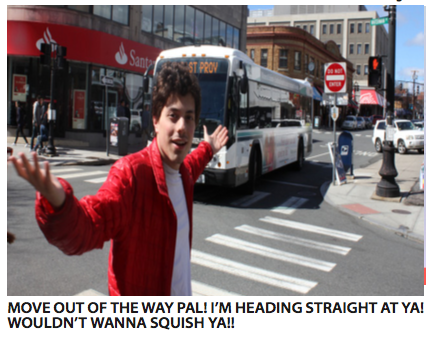 Santa
ST PROV
DO NOT
ENTER
MOVE OUT OF THE WAY PAL! I'M HEADING STRAIGHT AT YA!
WOULDN'T WANNA SQUISH YA!!